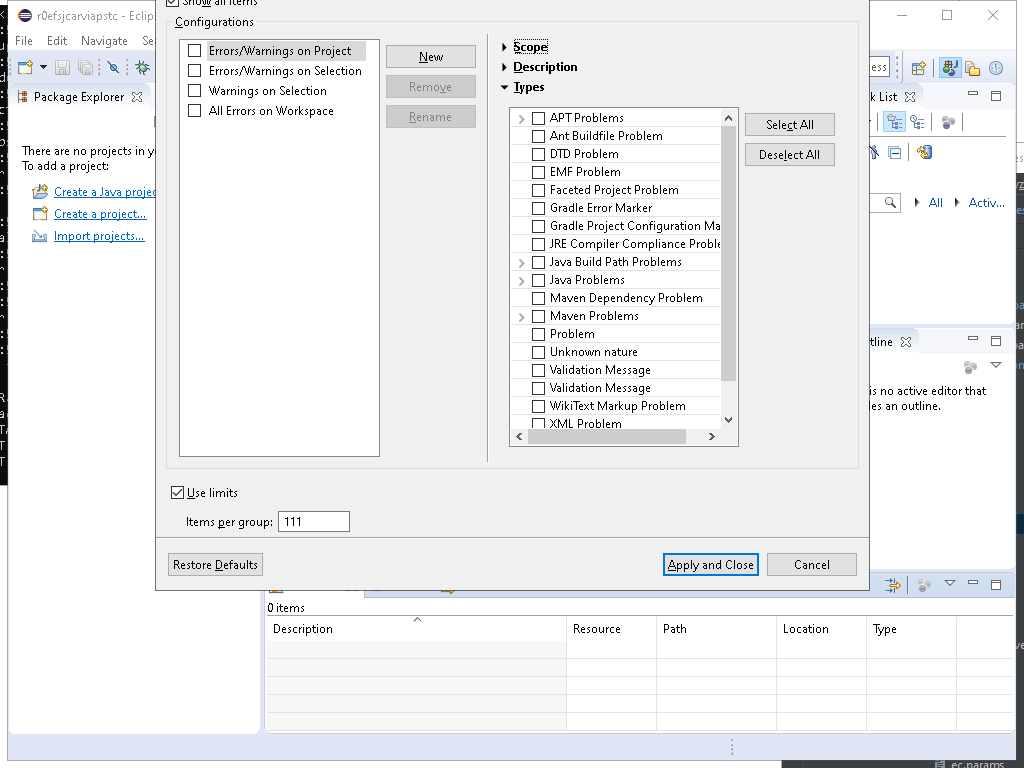 r0efsjcarviapstc - Eclip
Show all items
File Edit Navigate Se
Configurations
Errors/Warnings on Project
Errors/Warnings on Selection
Warnings on Selection
All Errors on Workspace
New
Remove
Rename
Scope
Description
Types
APT Problems
Ant Buildfile Problem
DTD Problem
EMF Problem
Faceted Project Problem
Gradle Error Marker
Gradle Project Configuration Ma
JRE Compiler Compliance Proble
Java Build Path Problems
Java Problems
Maven Dependency Problem
Maven Problems
Problem
Unknown nature
Validation Message
Validation Message
WikiText Markup Problem
XML Problem
Select All
Deselect All
Use limits
Items per group: 111
Restore Defaults
Apply and Close
Cancel
Package Explorer
There are no projects in y
To add a project:
Create a Java projec
Create a project...
Import projects...
ess
k List
All
Activ...
tline
is no active editor that
les an outline.
0 items
Description Resource Path Location Type
ec.params